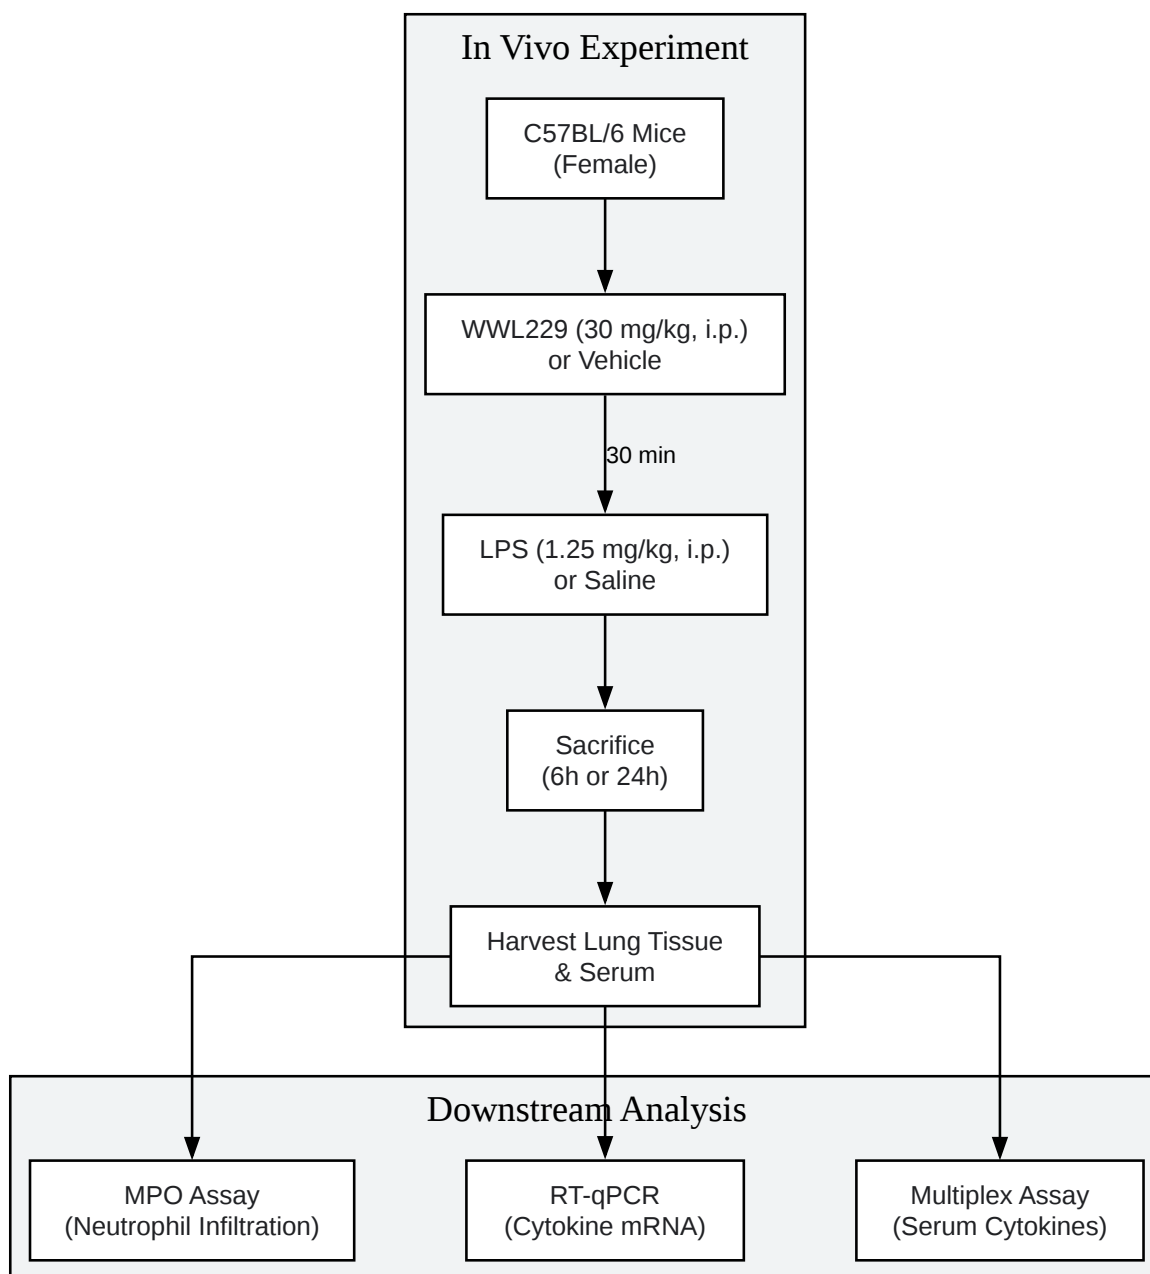 In Vivo Experiment
C57BL/6 Mice
(Female)
WWL229 (30 mg/kg, i.p.)
or Vehicle
30 min
LPS (1.25 mg/kg, i.p.)
or Saline
Sacrifice
(6h or 24h)
Harvest Lung Tissue
& Serum
Downstream Analysis
MPO Assay
(Neutrophil Infiltration)
RT-qPCR
(Cytokine mRNA)
Multiplex Assay
(Serum Cytokines)